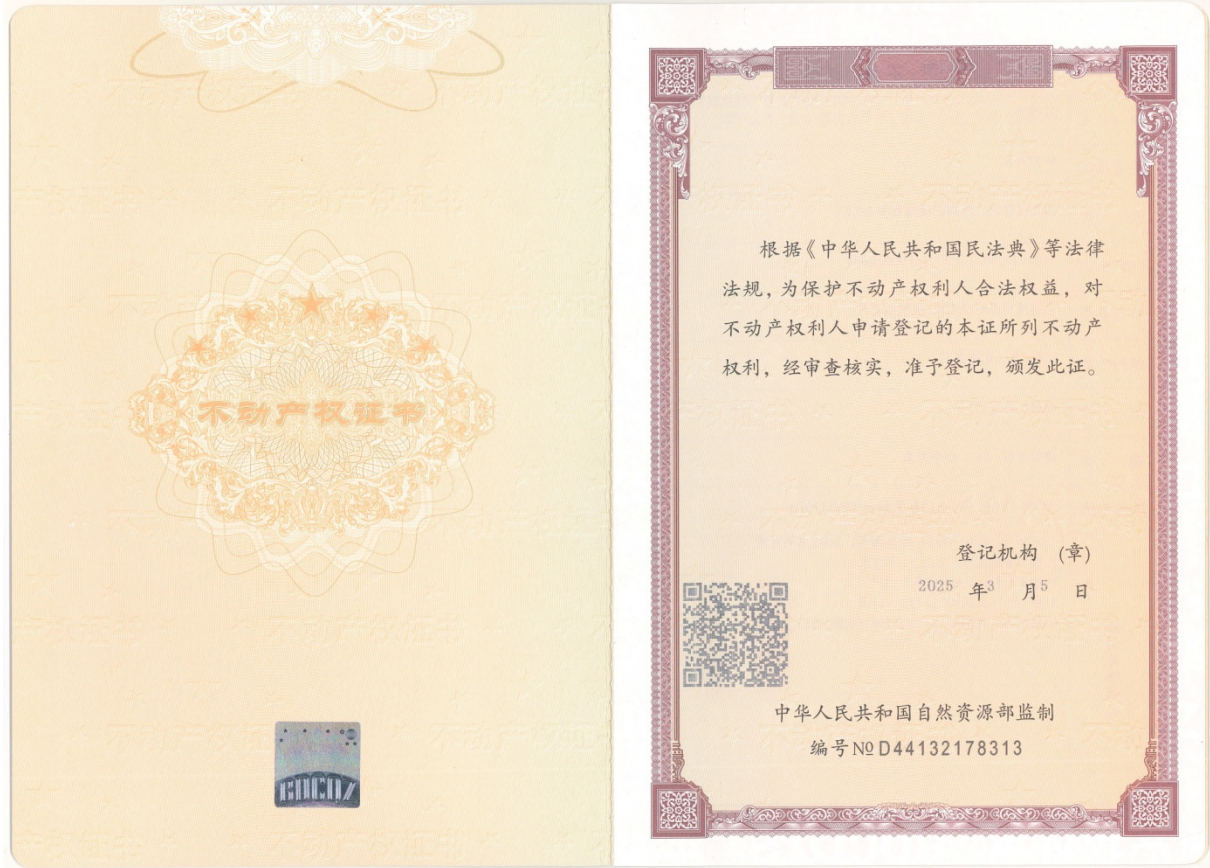 不动产权证书
根据《中华人民共和国民法典》等法律
法规，为保护不动产权利人合法权益，对
不动产权利人申请登记的本证所列不动产
权利，经审查核实，准予登记，颁发此证。
登记机构 （章）
2025 年3 月5 日
中华人民共和国自然资源部监制
编号№D44132178313